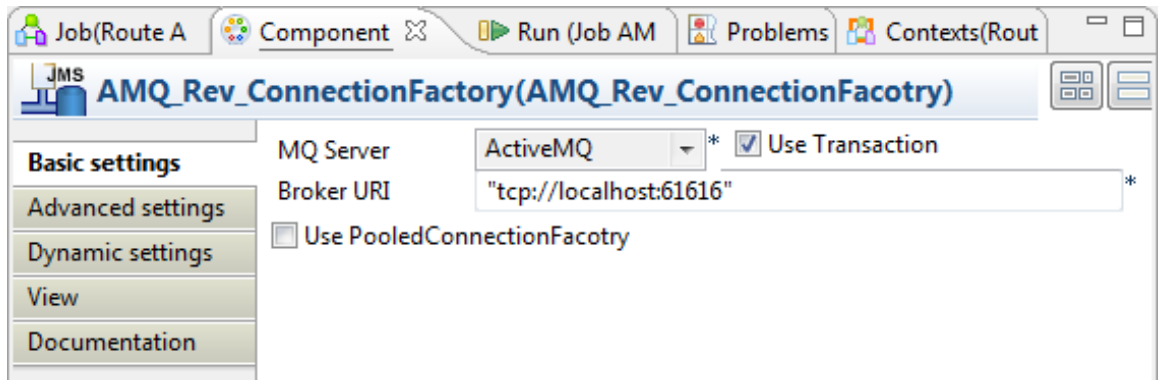 Job(Route A Component Run (Job AM Problems Contexts(Rout
JMS
AMQ_Rev_ConnectionFactory(AMQ_Rev_ConnectionFacotry)
Basic settings
Advanced settings
Dynamic settings
View
Documentation
MQ Server ActiveMQ * Use Transaction
Broker URI "tcp://localhost:61616" *
Use PooledConnectionFacotry